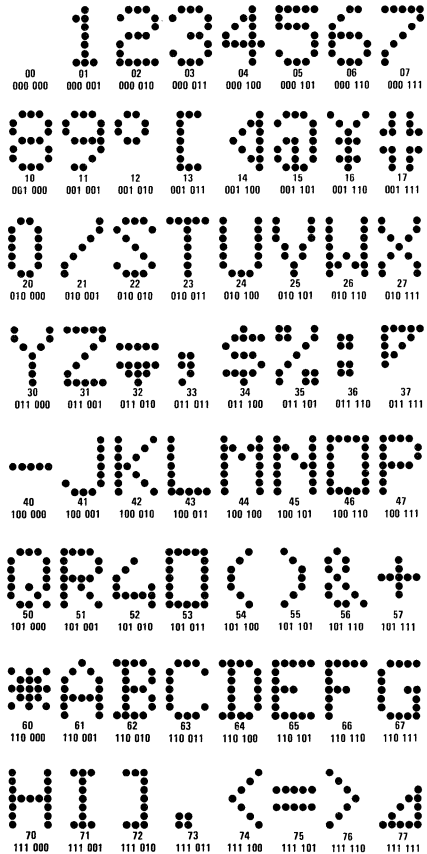 1 2 3 4 5 6 7
00 01 02 03 04 05 06 07
000 000 000 001 000 010 000 011 000 100 000 101 000 110 000 111
8 9 ° [ @ ¥ #
10 11 12 13 14 15 16 17
001 000 001 001 001 010 001 011 001 100 001 101 001 110 001 111
0 / S T U V W X
20 21 22 23 24 25 26 27
010 000 010 001 010 010 010 011 010 100 010 101 010 110 010 111
Y Z ; $ % :
30 31 32 33 34 35 36 37
011 000 011 001 011 010 011 011 011 100 011 101 011 110 011 111
- J K L M N O P
40 41 42 43 44 45 46 47
100 000 100 001 100 010 100 011 100 100 100 101 100 110 100 111
Q R ( ) & +
50 51 52 53 54 55 56 57
101 000 101 001 101 010 101 011 101 100 101 101 101 110 101 111
* A B C D E F G
60 61 62 63 64 65 66 67
110 000 110 001 110 010 110 011 110 100 110 101 110 110 110 111
H I ] . < = >
70 71 72 73 74 75 76 77
111 000 111 001 111 010 111 011 111 100 111 101 111 110 111 111